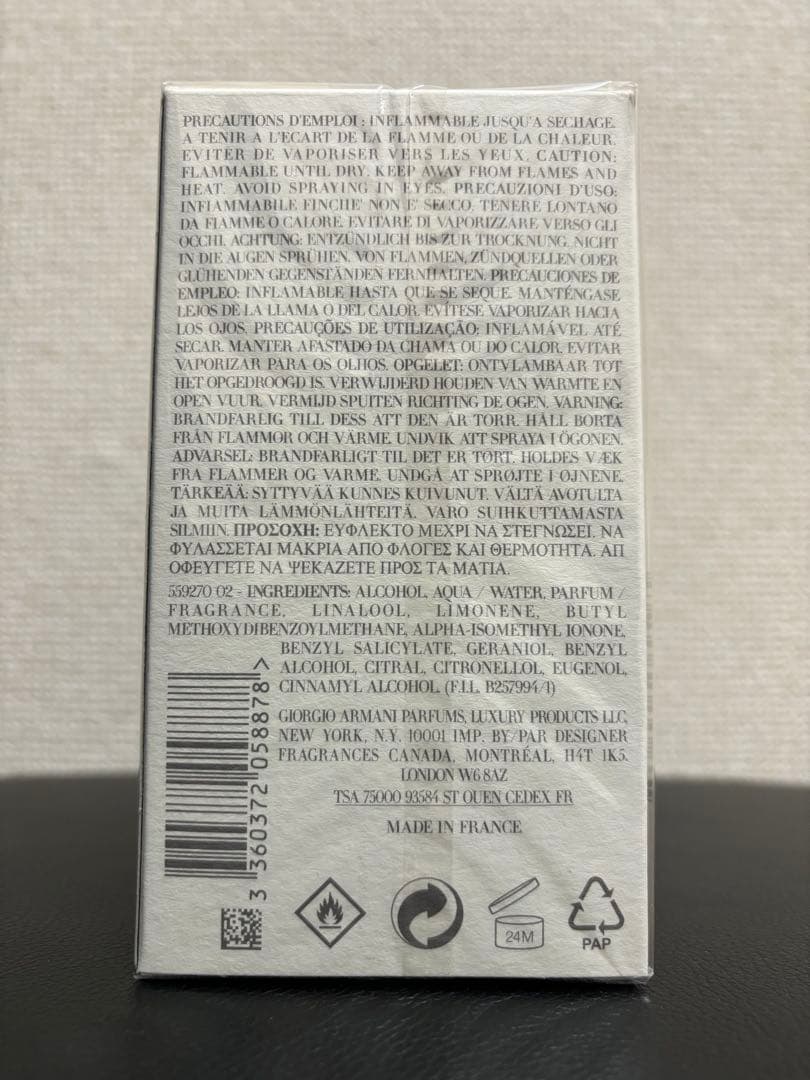 PRECAUTIONS D'EMPLOI : INFLAMMABLE JUSQU'A SECHAGE.
A TENIR A L'ECART DE LA FLAMME OU DE LA CHALEUR.
EVITER DE VAPORISER VERS LES YEUX. CAUTION:
FLAMMABLE UNTIL DRY. KEEP AWAY FROM FLAMES AND
HEAT. AVOID SPRAYING IN EYES. PRECAUZIONI D'USO:
INFIAMMABILE FINCHE' NON E' SECCO. TENERE LONTANO
DA FIAMME O CALORE. EVITARE DI VAPORIZZARE VERSO GLI
OCCHI. ACHTUNG: ENTZÜNDLICH BIS ZUR TROCKNUNG. NICHT
IN DIE AUGEN SPRÜHEN. VON FLAMMEN, ZÜNDQUELLEN ODER
GLÜHENDEN GEGENSTÄNDEN FERNHALTEN. PRECAUCIONES DE
EMPLEO: INFLAMABLE HASTA QUE SE SEQUE. MANTÉNGASE
LEJOS DE LA LLAMA O DEL CALOR. EVÍTESE VAPORIZAR HACIA
LOS OJOS. PRECAUÇÕES DE UTILIZAÇÃO: INFLAMÁVEL ATÉ
SECAR. MANTER AFASTADO DA CHAMA OU DO CALOR. EVITAR
VAPORIZAR PARA OS OLHOS. OPGELET: ONTVLAMBAAR TOT
HET OPGEDROOGD IS. VERWIJDERD HOUDEN VAN WARMTE EN
OPEN VUUR. VERMIJD SPUITEN RICHTING DE OGEN. VARNING:
BRANDFARLIG TILL DESS ATT DEN ÄR TORR. HÅLL BORTA
FRÅN FLAMMOR OCH VÄRME. UNDVIK ATT SPRAYA I ÖGONEN.
ADVARSEL: BRANDFARLIGT TIL DET ER TØRT. HOLDES VÆK
FRA FLAMMER OG VARME. UNDGÅ AT SPRØJTE I ØJNENE.
TÄRKEÄÄ: SYTTYVÄÄ KUNNES KUIVUNUT. VÄLTÄ AVOTULTA
JA MUITA LÄMMÖNLÄHTEITÄ. VARO SUIHKUTTAMASTA
SILMIIN. ΠΡΟΣΟΧΗ: ΕΥΦΛΕΚΤΟ ΜΕΧΡΙ ΝΑ ΣΤΕΓΝΩΣΕΙ. ΝΑ
ΦΥΛΑΣΣΕΤΑΙ ΜΑΚΡΙΑ ΑΠΟ ΦΛΟΓΕΣ ΚΑΙ ΘΕΡΜΟΤΗΤΑ. ΑΠ
ΟΦΕΥΓΕΤΕ ΝΑ ΨΕΚΑΖΕΤΕ ΠΡΟΣ ΤΑ ΜΑΤΙΑ.
559270 02 - INGREDIENTS: ALCOHOL, AQUA / WATER, PARFUM /
FRAGRANCE, LINALOOL, LIMONENE, BUTYL
METHOXYDIBENZOYLMETHANE, ALPHA-ISOMETHYL IONONE,
BENZYL SALICYLATE, GERANIOL, BENZYL
ALCOHOL, CITRAL, CITRONELLOL, EUGENOL,
CINNAMYL ALCOHOL. (F.I.L. B257994/1)
GIORGIO ARMANI PARFUMS, LUXURY PRODUCTS LLC,
NEW YORK, N.Y. 10001 IMP. BY/PAR DESIGNER
FRAGRANCES CANADA, MONTRÉAL, H4T 1K5.
LONDON W6 8AZ
TSA 75000 93584 ST OUEN CEDEX FR
MADE IN FRANCE
3 360372 058878 >
24M
PAP